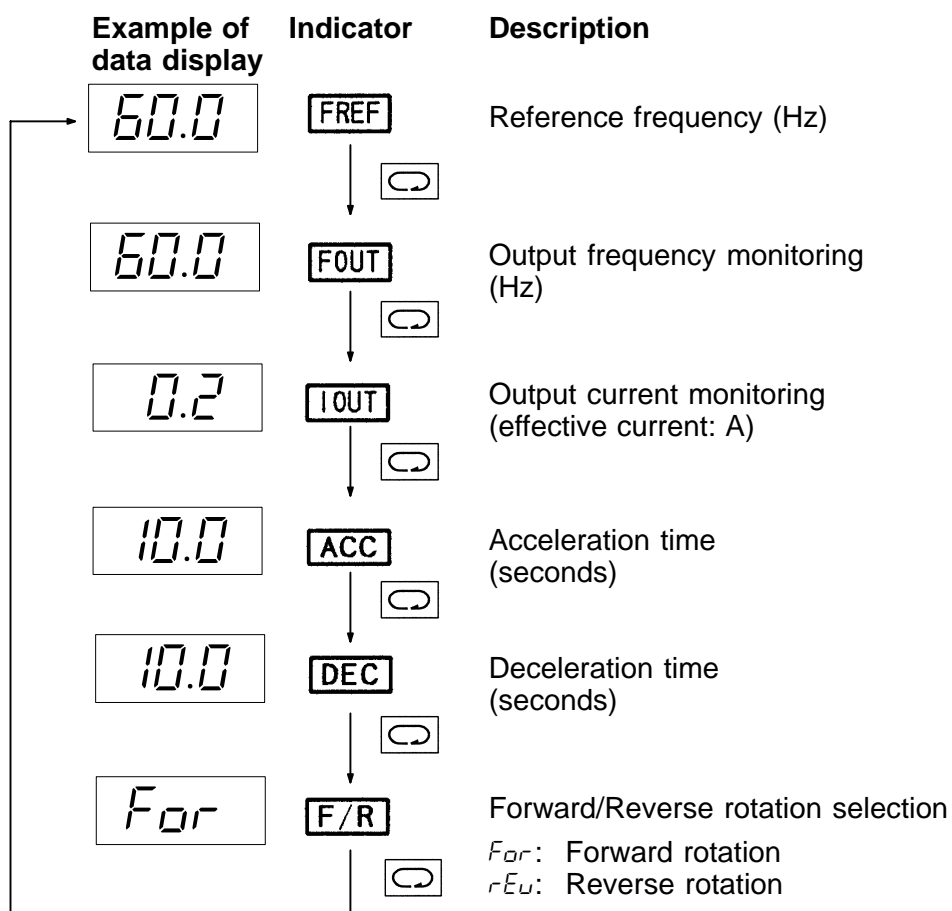 Example of data display Indicator Description
60.0 FREF Reference frequency (Hz)
60.0 FOUT Output frequency monitoring
(Hz)
0.2 IOUT Output current monitoring
(effective current: A)
10.0 ACC Acceleration time
(seconds)
10.0 DEC Deceleration time
(seconds)
For F/R Forward/Reverse rotation selection
For: Forward rotation
rEu: Reverse rotation